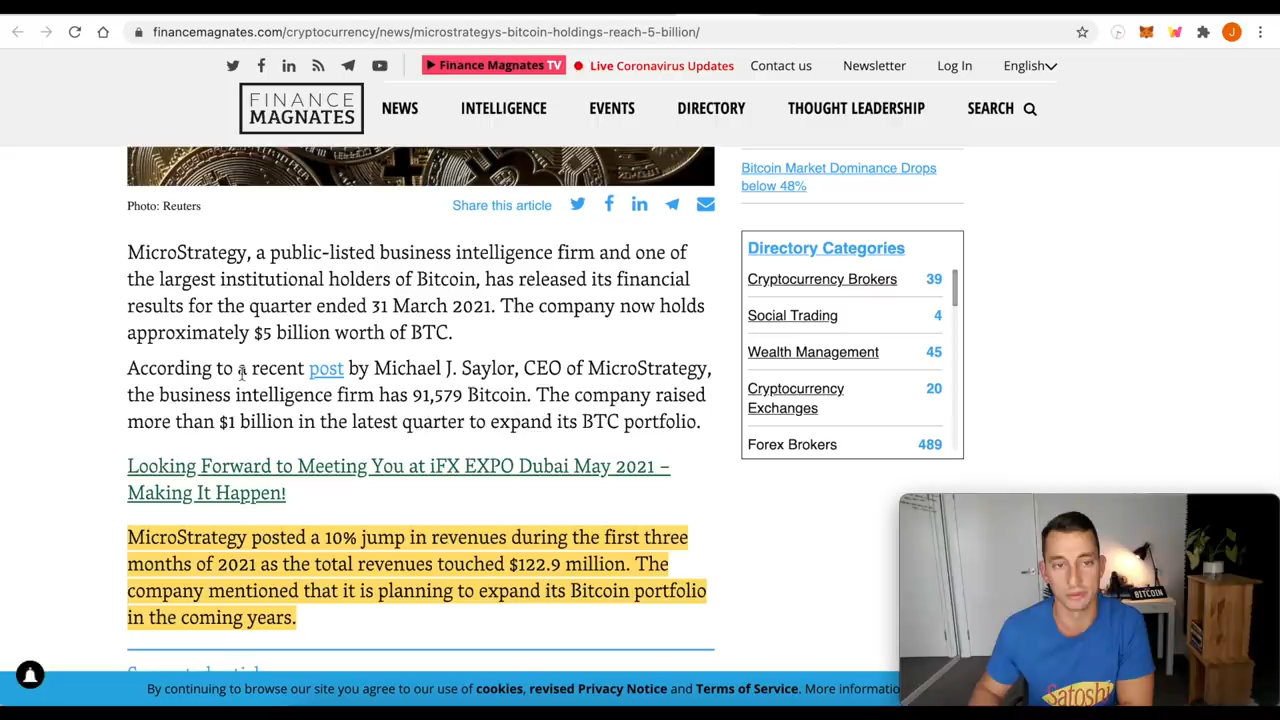 financemagnates.com/cryptocurrency/news/microstrategys-bitcoin-holdings-reach-5-billion/
J
Finance Magnates TV
Live Coronavirus Updates
Contact us
Newsletter
Log In
English
FINANCE
MAGNATES
NEWS
INTELLIGENCE
EVENTS
DIRECTORY
THOUGHT LEADERSHIP
SEARCH
Photo: Reuters
Share this article
MicroStrategy, a public-listed business intelligence firm and one of
the largest institutional holders of Bitcoin, has released its financial
results for the quarter ended 31 March 2021. The company now holds
approximately $5 billion worth of BTC.
According to a recent post by Michael J. Saylor, CEO of MicroStrategy,
the business intelligence firm has 91,579 Bitcoin. The company raised
more than $1 billion in the latest quarter to expand its BTC portfolio.
Looking Forward to Meeting You at iFX EXPO Dubai May 2021 –
Making It Happen!
MicroStrategy posted a 10% jump in revenues during the first three
months of 2021 as the total revenues touched $122.9 million. The
company mentioned that it is planning to expand its Bitcoin portfolio
in the coming years.
Bitcoin Market Dominance Drops
below 48%
Directory Categories
Cryptocurrency Brokers 39
Social Trading 4
Wealth Management 45
Cryptocurrency
Exchanges 20
Forex Brokers 489
BITCOIN
Satoshi
By continuing to browse our site you agree to our use of cookies, revised Privacy Notice and Terms of Service. More informatio